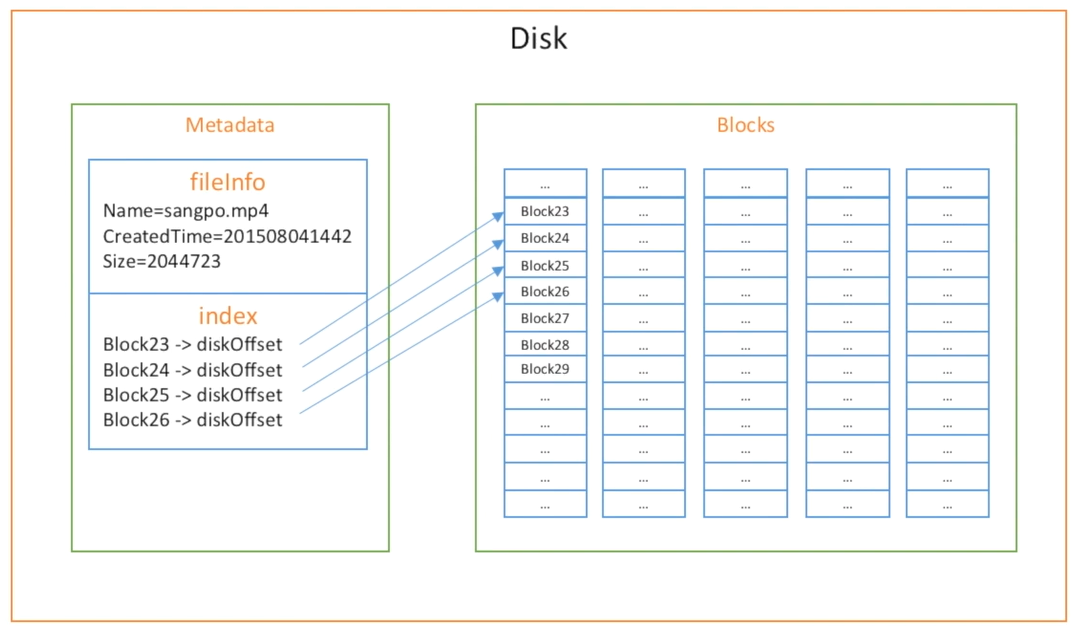 Disk
Metadata
fileInfo
Name=sangpo.mp4
CreatedTime=201508041442
Size=2044723
index
Block23 -> diskOffset
Block24 -> diskOffset
Block25 -> diskOffset
Block26 -> diskOffset
Blocks
... ... ... ... ...
Block23 ... ... ... ...
Block24 ... ... ... ...
Block25 ... ... ... ...
Block26 ... ... ... ...
Block27 ... ... ... ...
Block28 ... ... ... ...
Block29 ... ... ... ...
... ... ... ... ...
... ... ... ... ...
... ... ... ... ...
... ... ... ... ...
... ... ... ... ...